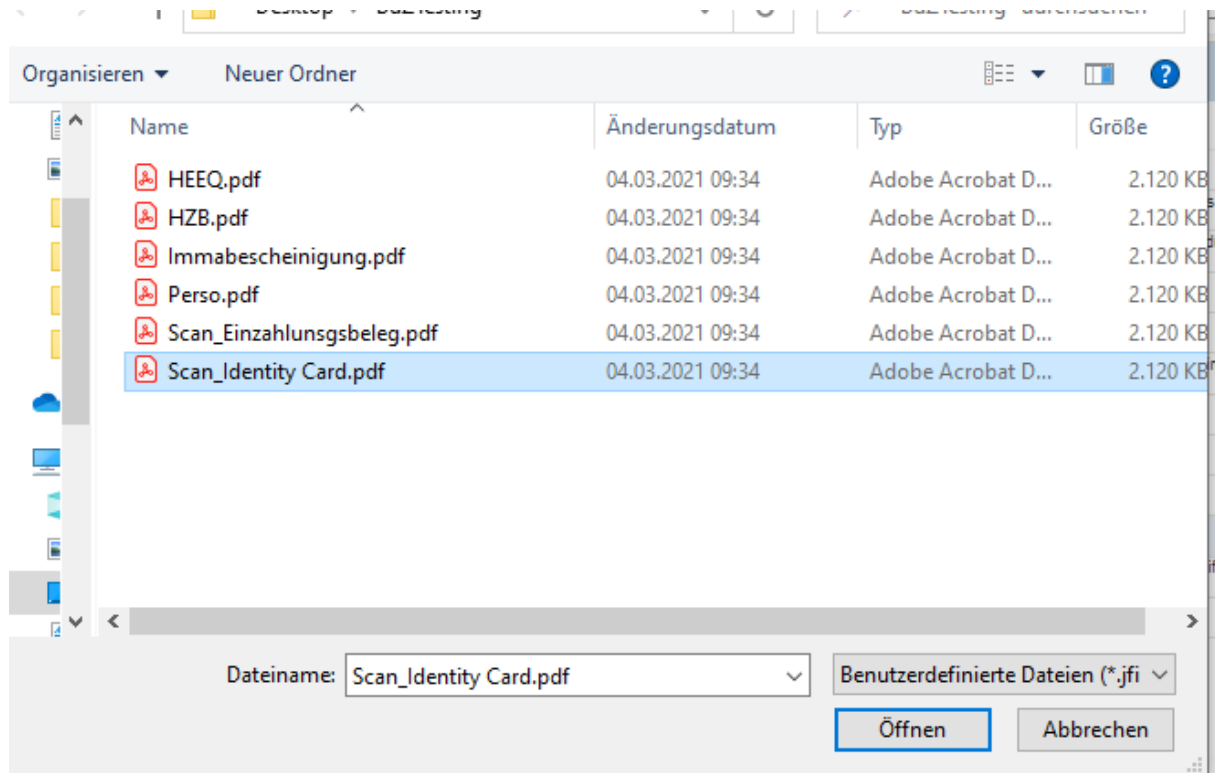 Desktop
Organisieren Neuer Ordner ?
Name Änderungsdatum Typ Größe
HEEQ.pdf 04.03.2021 09:34 Adobe Acrobat D... 2.120 KB
HZB.pdf 04.03.2021 09:34 Adobe Acrobat D... 2.120 KB
Immabescheinigung.pdf 04.03.2021 09:34 Adobe Acrobat D... 2.120 KB
Perso.pdf 04.03.2021 09:34 Adobe Acrobat D... 2.120 KB
Scan_Einzahlunsgsbeleg.pdf 04.03.2021 09:34 Adobe Acrobat D... 2.120 KB
Scan_Identity Card.pdf 04.03.2021 09:34 Adobe Acrobat D... 2.120 KB
Dateiname: Scan_Identity Card.pdf Benutzerdefinierte Dateien (*.jfi
Öffnen Abbrechen